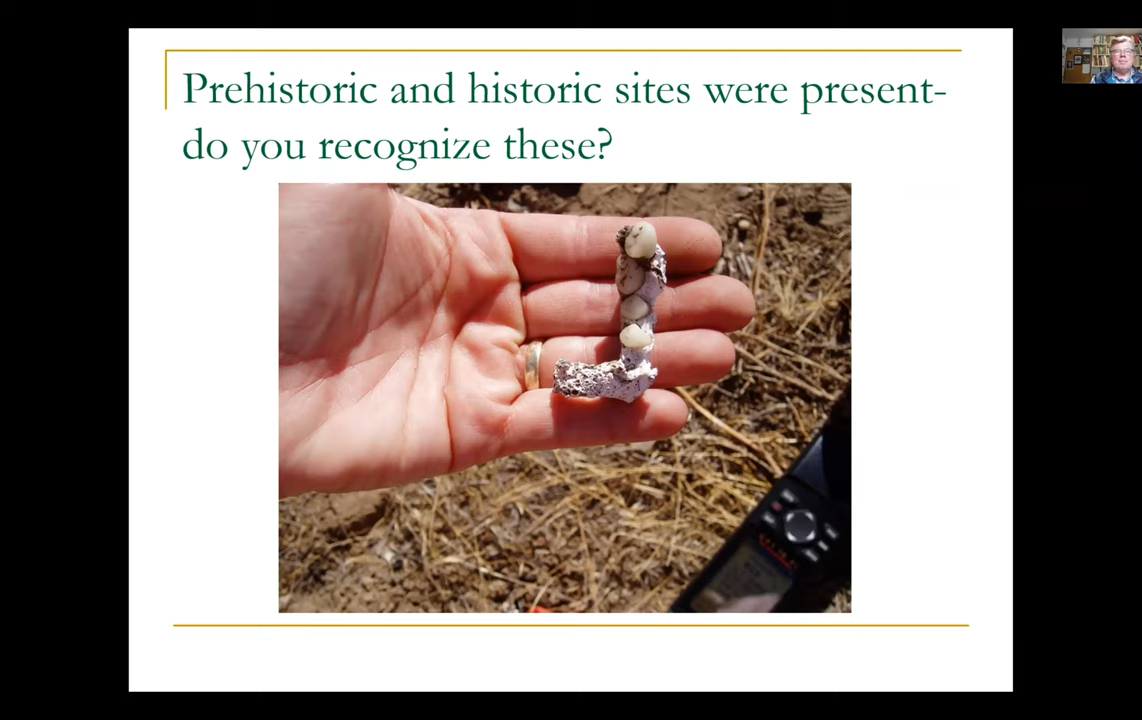 Prehistoric and historic sites were present-
do you recognize these?